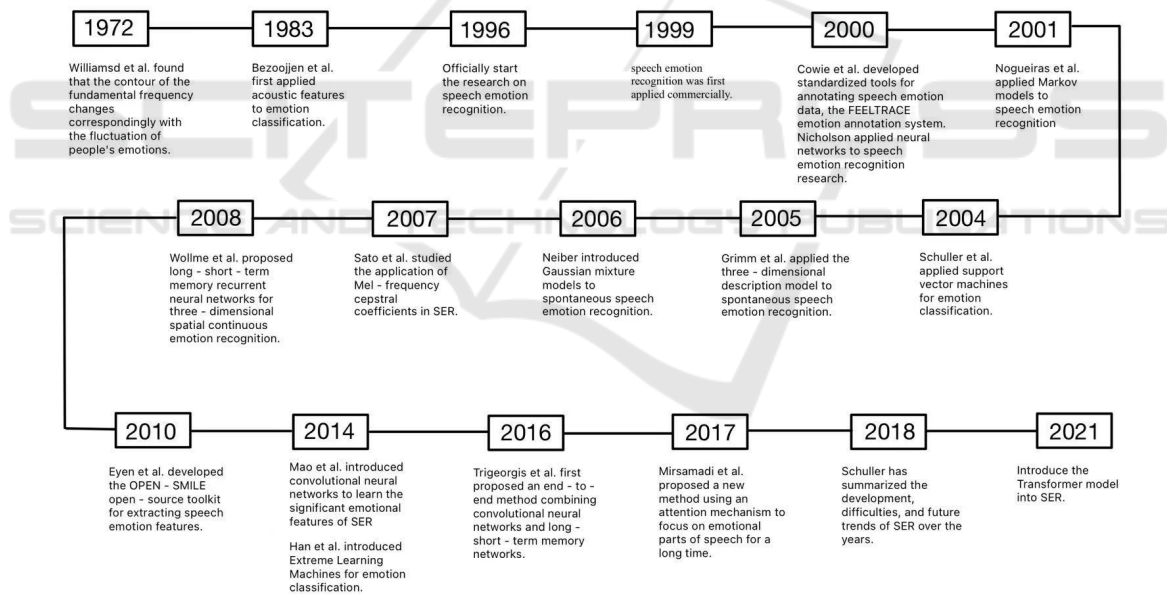 1972
1983
1996
1999
2000
2001
Williamsd et al. found
that the contour of the
fundamental frequency
changes
correspondingly with
the fluctuation of
people's emotions.
Bezoojjen et al.
first applied
acoustic features
to emotion
classification.
Officially start
the research on
speech emotion
recognition.
speech emotion
recognition was first
applied commercially.
Cowie et al. developed
standardized tools for
annotating speech emotion
data, the FEELTRACE
emotion annotation system.
Nicholson applied neural
networks to speech
emotion recognition
research.
Nogueiras et al.
applied Markov
models to
speech emotion
recognition
SCITEPRESS
SCIENCE AND TECHNOLOGY PUBLICATIONS
2008
2007
2006
2005
2004
Wollme et al. proposed
long - short - term
memory recurrent
neural networks for
three - dimensional
spatial continuous
emotion recognition.
Sato et al. studied
the application of
Mel - frequency
cepstral
coefficients in SER.
Neiber introduced
Gaussian mixture
models to
spontaneous speech
emotion recognition.
Grimm et al. applied the
three - dimensional
description model to
spontaneous speech
emotion recognition.
Schuller et al.
applied support
vector machines
for emotion
classification.
2010
2014
2016
2017
2018
2021
Eyen et al. developed
the OPEN - SMILE
open - source toolkit
for extracting speech
emotion features.
Mao et al. introduced
convolutional neural
networks to learn the
significant emotional
features of SER
Han et al. introduced
Extreme Learning
Machines for emotion
classification.
Trigeorgis et al. first
proposed an end - to -
end method combining
convolutional neural
networks and long -
short - term memory
networks.
Mirsamadi et al.
proposed a new
method using an
attention mechanism to
focus on emotional
parts of speech for a
long time.
Schuller has
summarized the
development,
difficulties, and future
trends of SER over the
years.
Introduce the
Transformer model
into SER.